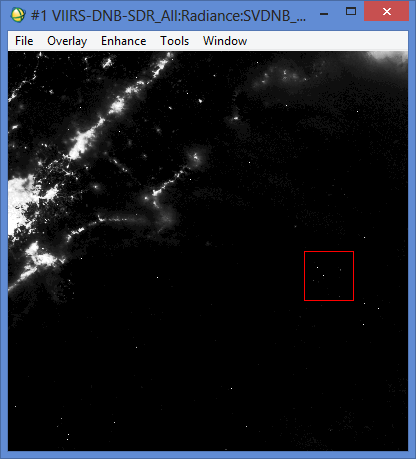 #1 VIIRS-DNB-SDR_All:Radiance:SVDNB_...
File Overlay Enhance Tools Window